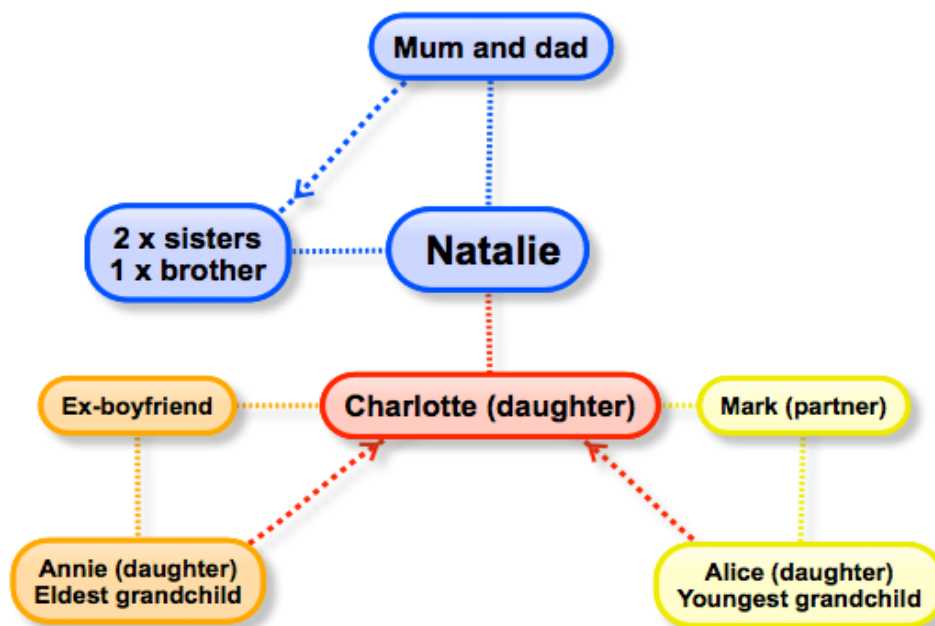 Mum and dad
2 x sisters
1 x brother
Natalie
Ex-boyfriend
Charlotte (daughter)
Mark (partner)
Annie (daughter)
Eldest grandchild
Alice (daughter)
Youngest grandchild